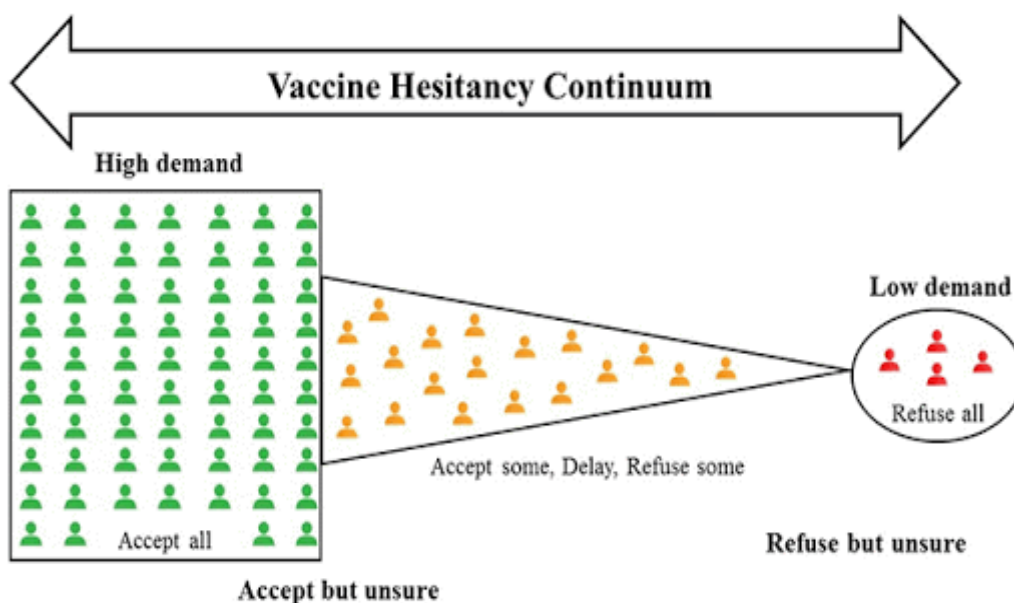 Vaccine Hesitancy Continuum
High demand
Low demand
Refuse all
Accept some, Delay, Refuse some
Accept all
Refuse but unsure
Accept but unsure